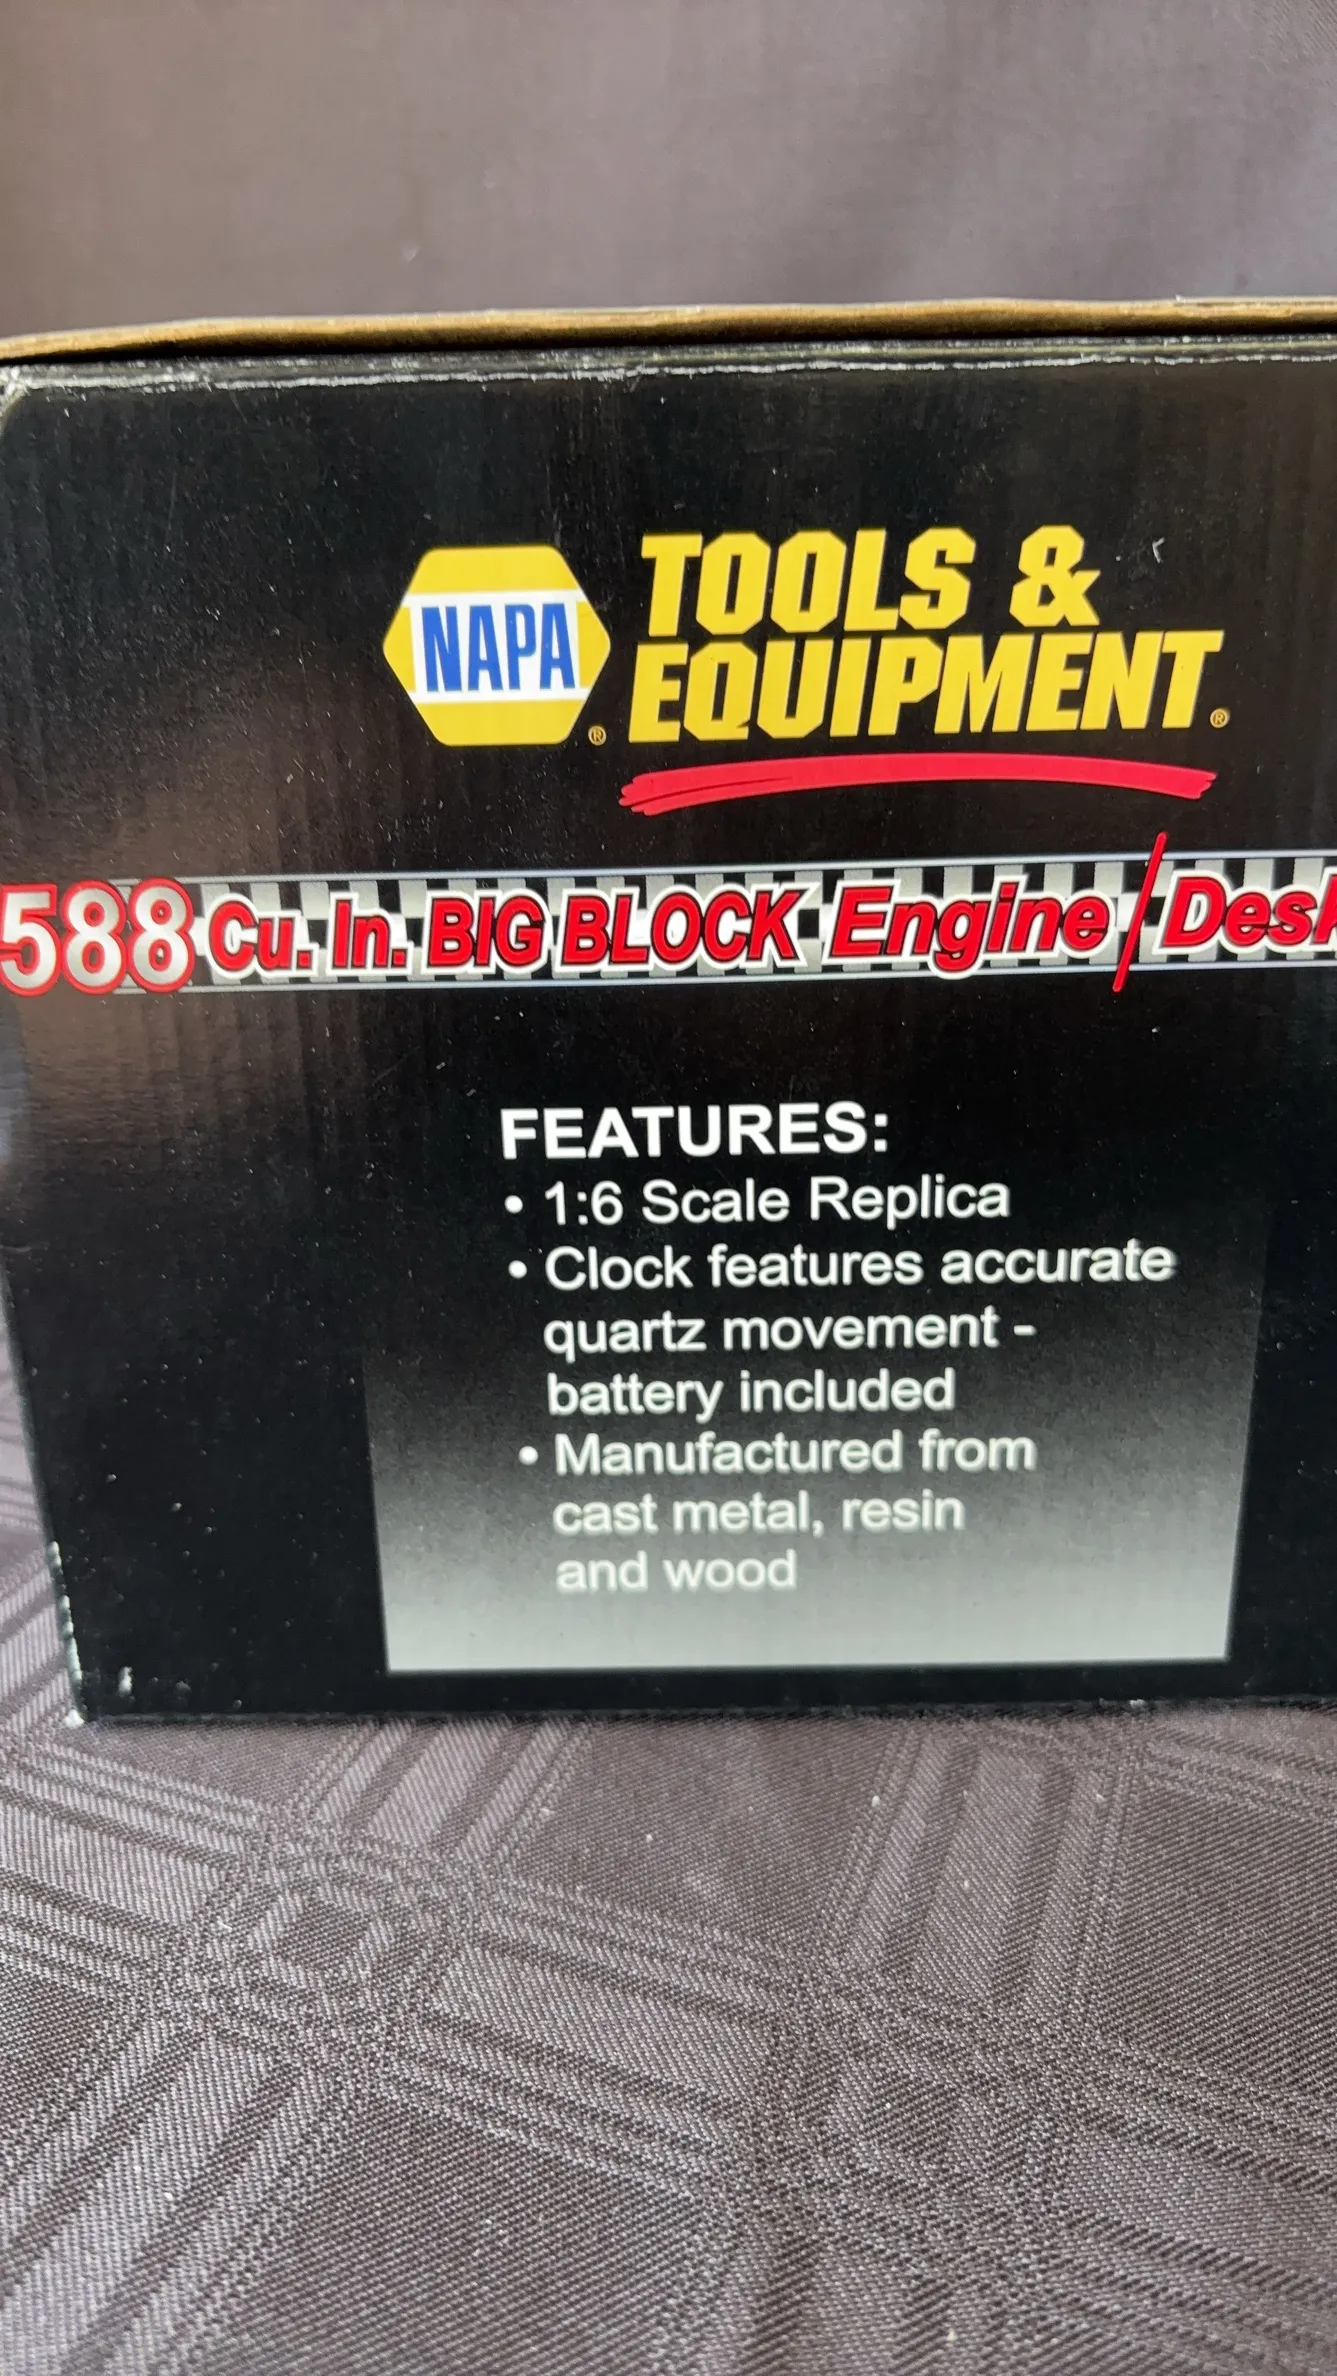 NAPA
®
TOOLS &
EQUIPMENT®
588 Cu. In. BIG BLOCK Engine/Desk
FEATURES:
• 1:6 Scale Replica
• Clock features accurate
quartz movement -
battery included
• Manufactured from
cast metal, resin
and wood